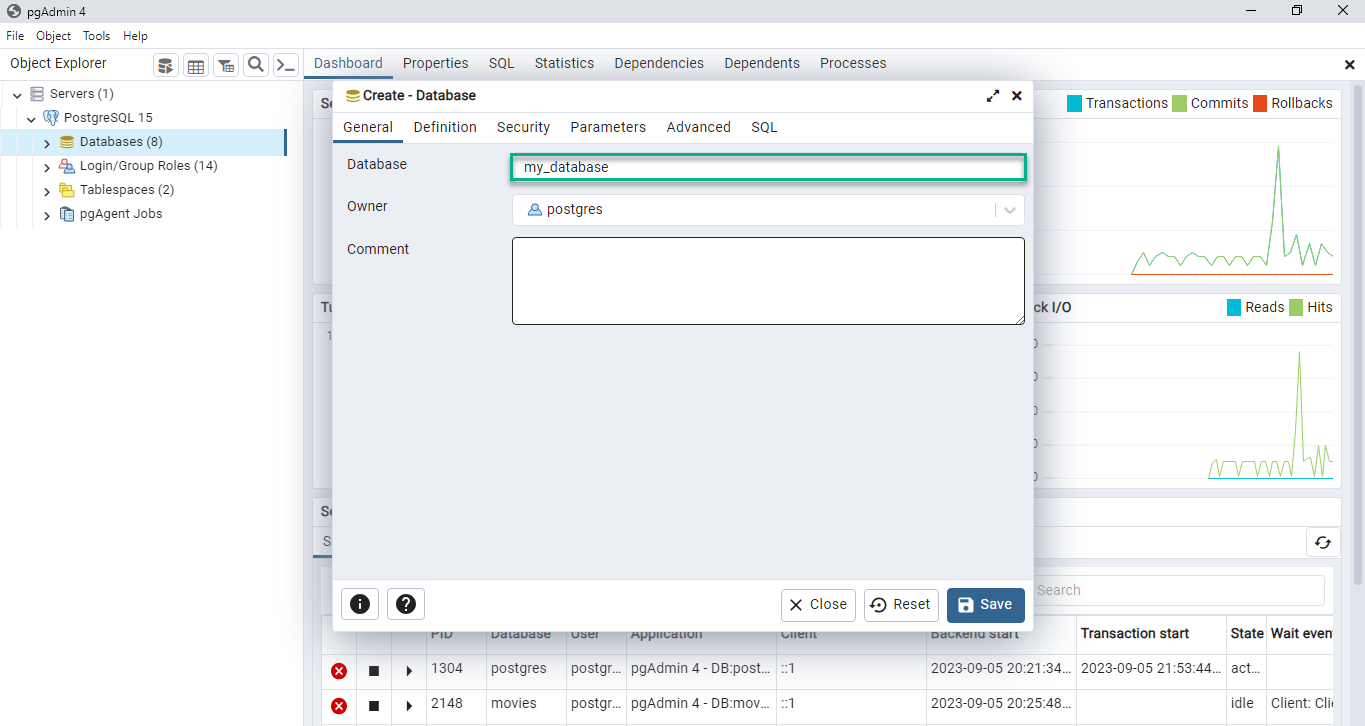 pgAdmin 4
File Object Tools Help
Object Explorer
Dashboard Properties SQL Statistics Dependencies Dependents Processes
Servers (1)
PostgreSQL 15
Databases (8)
Login/Group Roles (14)
Tablespaces (2)
pgAgent Jobs
Create - Database
General Definition Security Parameters Advanced SQL
Database my_database
Owner postgres
Comment
Close Reset Save
Transactions Commits Rollbacks
ck I/O Reads Hits
Search
PID Database User Application Client Backend start Transaction start State Wait even
1304 postgres postgr... pgAdmin 4 - DB:post... ::1 2023-09-05 20:21:34... 2023-09-05 21:53:44... act...
2148 movies postgr... pgAdmin 4 - DB:mov... ::1 2023-09-05 20:25:48... idle Client: Clie